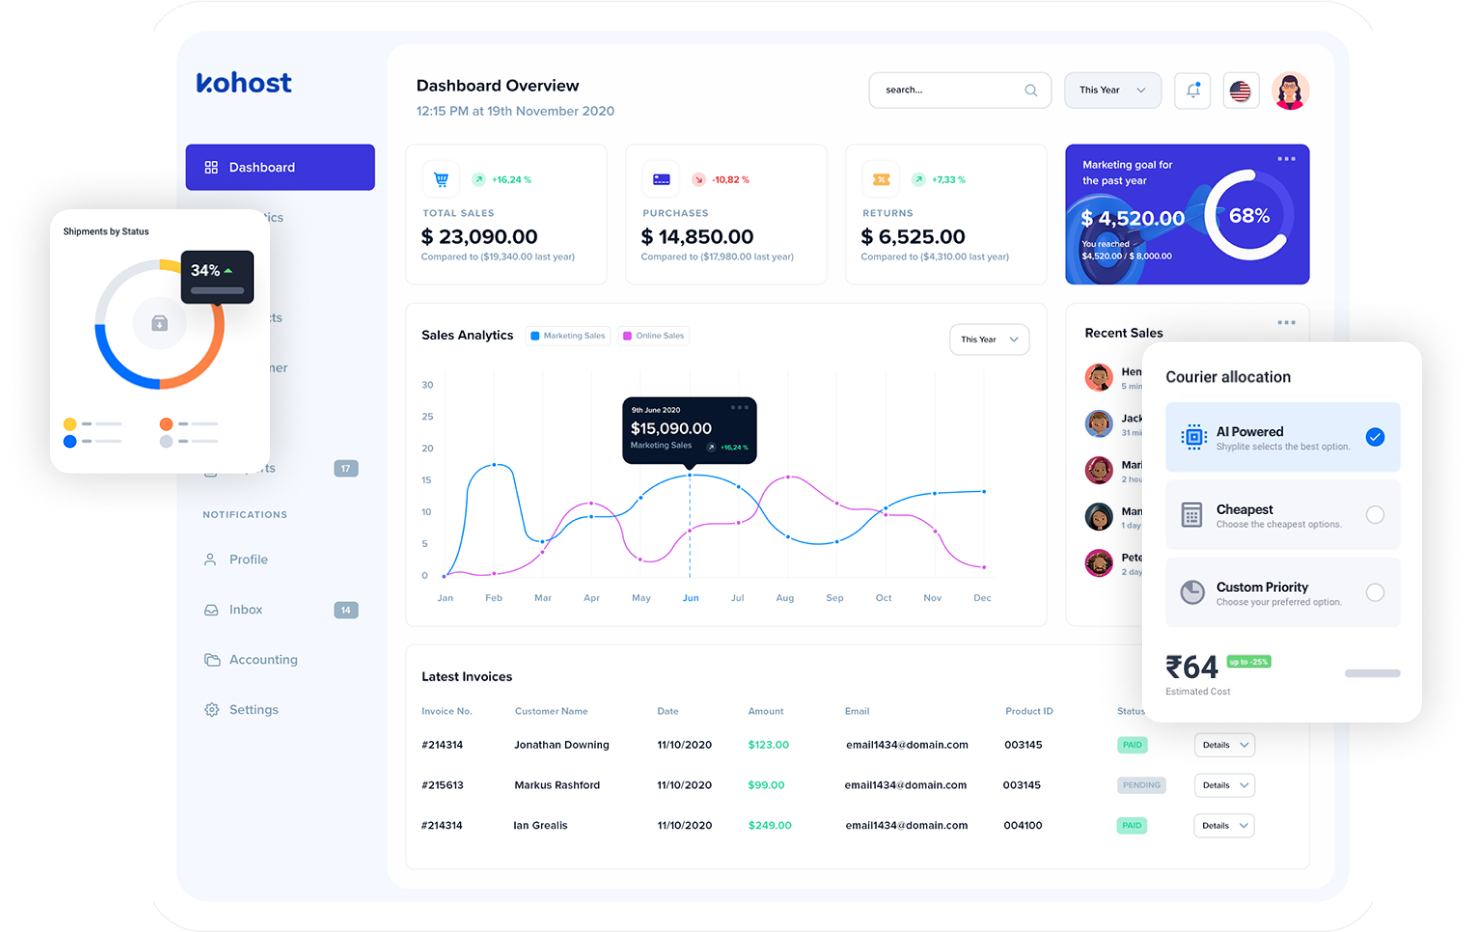 kohost
Dashboard Overview
12:15 PM at 19th November 2020
search...
This Year
Dashboard
Shipments by Status
34%
17
NOTIFICATIONS
Profile
Inbox
14
Accounting
Settings
+16,24 %
TOTAL SALES
$ 23,090.00
Compared to ($19,340.00 last year)
-10,82 %
PURCHASES
$ 14,850.00
Compared to ($17,980.00 last year)
+7,33 %
RETURNS
$ 6,525.00
Compared to ($4,310.00 last year)
Marketing goal for
the past year
$ 4,520.00
You reached
$4,520.00 / $ 8,000.00
68%
Sales Analytics
Marketing Sales
Online Sales
This Year
30
25
20
15
10
5
0
9th June 2020
$15,090.00
Marketing Sales
+16,24 %
Jan Feb Mar Apr May Jun Jul Aug Sep Oct Nov Dec
Recent Sales
Hen
5 min
Jack
31 mi
Mari
2 hou
Man
1 day
Pete
2 day
Courier allocation
AI Powered
Shyplite selects the best option.
Cheapest
Choose the cheapest options.
Custom Priority
Choose your preferred option.
₹64
up to -25%
Estimated Cost
Latest Invoices
Invoice No. Customer Name Date Amount Email Product ID Status
#214314 Jonathan Downing 11/10/2020 $123.00 email1434@domain.com 003145 PAID Details
#215613 Markus Rashford 11/10/2020 $99.00 email1434@domain.com 003145 PENDING Details
#214314 Ian Grealis 11/10/2020 $249.00 email1434@domain.com 004100 PAID Details